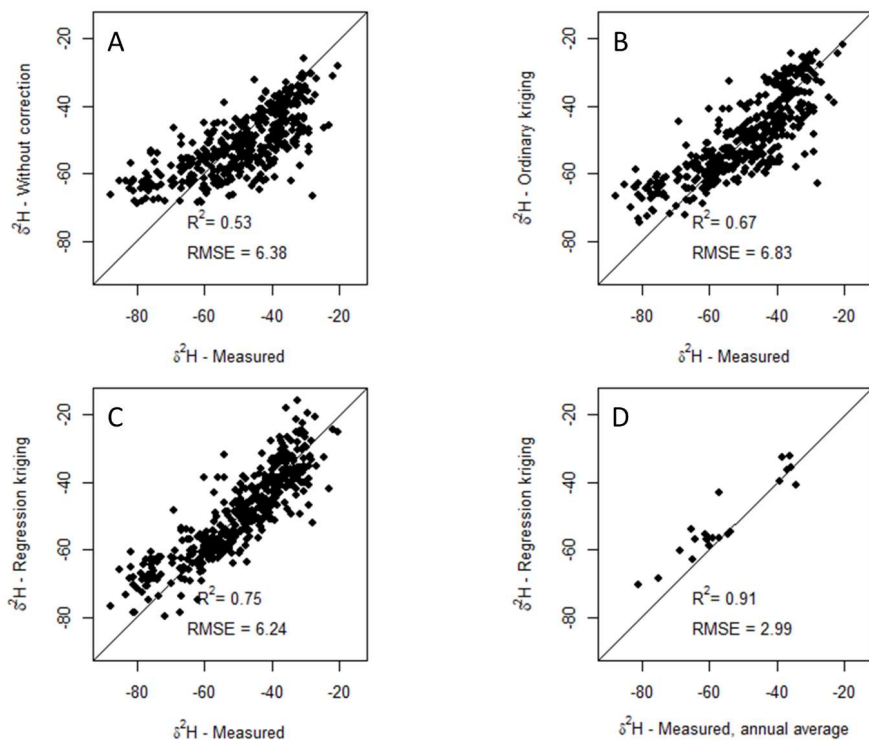 A
δ²H - Without correction
-20
-40
-60
-80
R²= 0.53
RMSE = 6.38
-80 -60 -40 -20
δ²H - Measured
B
δ²H - Ordinary kriging
-20
-40
-60
-80
R²= 0.67
RMSE = 6.83
-80 -60 -40 -20
δ²H - Measured
C
δ²H - Regression kriging
-20
-40
-60
-80
R²= 0.75
RMSE = 6.24
-80 -60 -40 -20
δ²H - Measured
D
δ²H - Regression kriging
-20
-40
-60
-80
R²= 0.91
RMSE = 2.99
-80 -60 -40 -20
δ²H - Measured, annual average